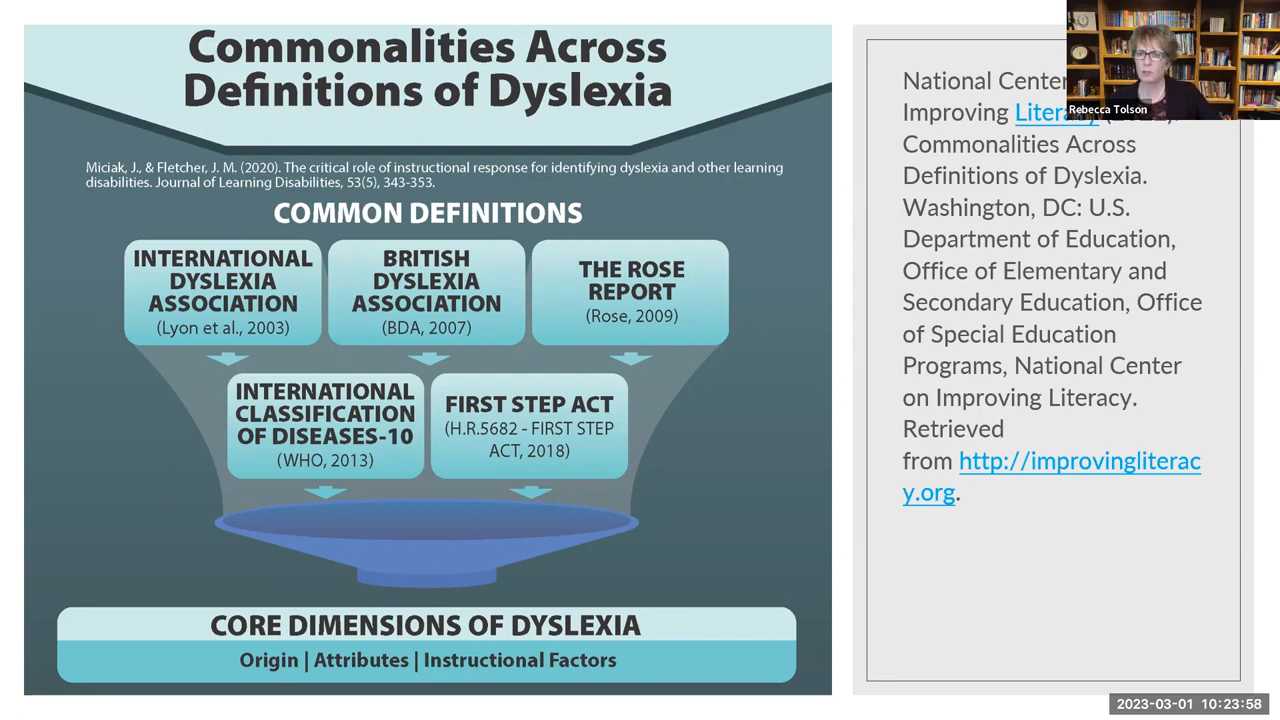 Commonalities Across
Definitions of Dyslexia
Miciak, J., & Fletcher, J. M. (2020). The critical role of instructional response for identifying dyslexia and other learning
disabilities. Journal of Learning Disabilities, 53(5), 343-353.
COMMON DEFINITIONS
INTERNATIONAL
DYSLEXIA
ASSOCIATION
(Lyon et al., 2003)
BRITISH
DYSLEXIA
ASSOCIATION
(BDA, 2007)
THE ROSE
REPORT
(Rose, 2009)
INTERNATIONAL
CLASSIFICATION
OF DISEASES-10
(WHO, 2013)
FIRST STEP ACT
(H.R.5682 - FIRST STEP
ACT, 2018)
CORE DIMENSIONS OF DYSLEXIA
Origin | Attributes | Instructional Factors
National Center
Improving
Commonalities Across
Definitions of Dyslexia.
Washington, DC: U.S.
Department of Education,
Office of Elementary and
Secondary Education, Office
of Special Education
Programs, National Center
on Improving Literacy.
Retrieved
from http://improvingliterac
y.org.
Rebecca Tolson
2023-03-01 10:23:58